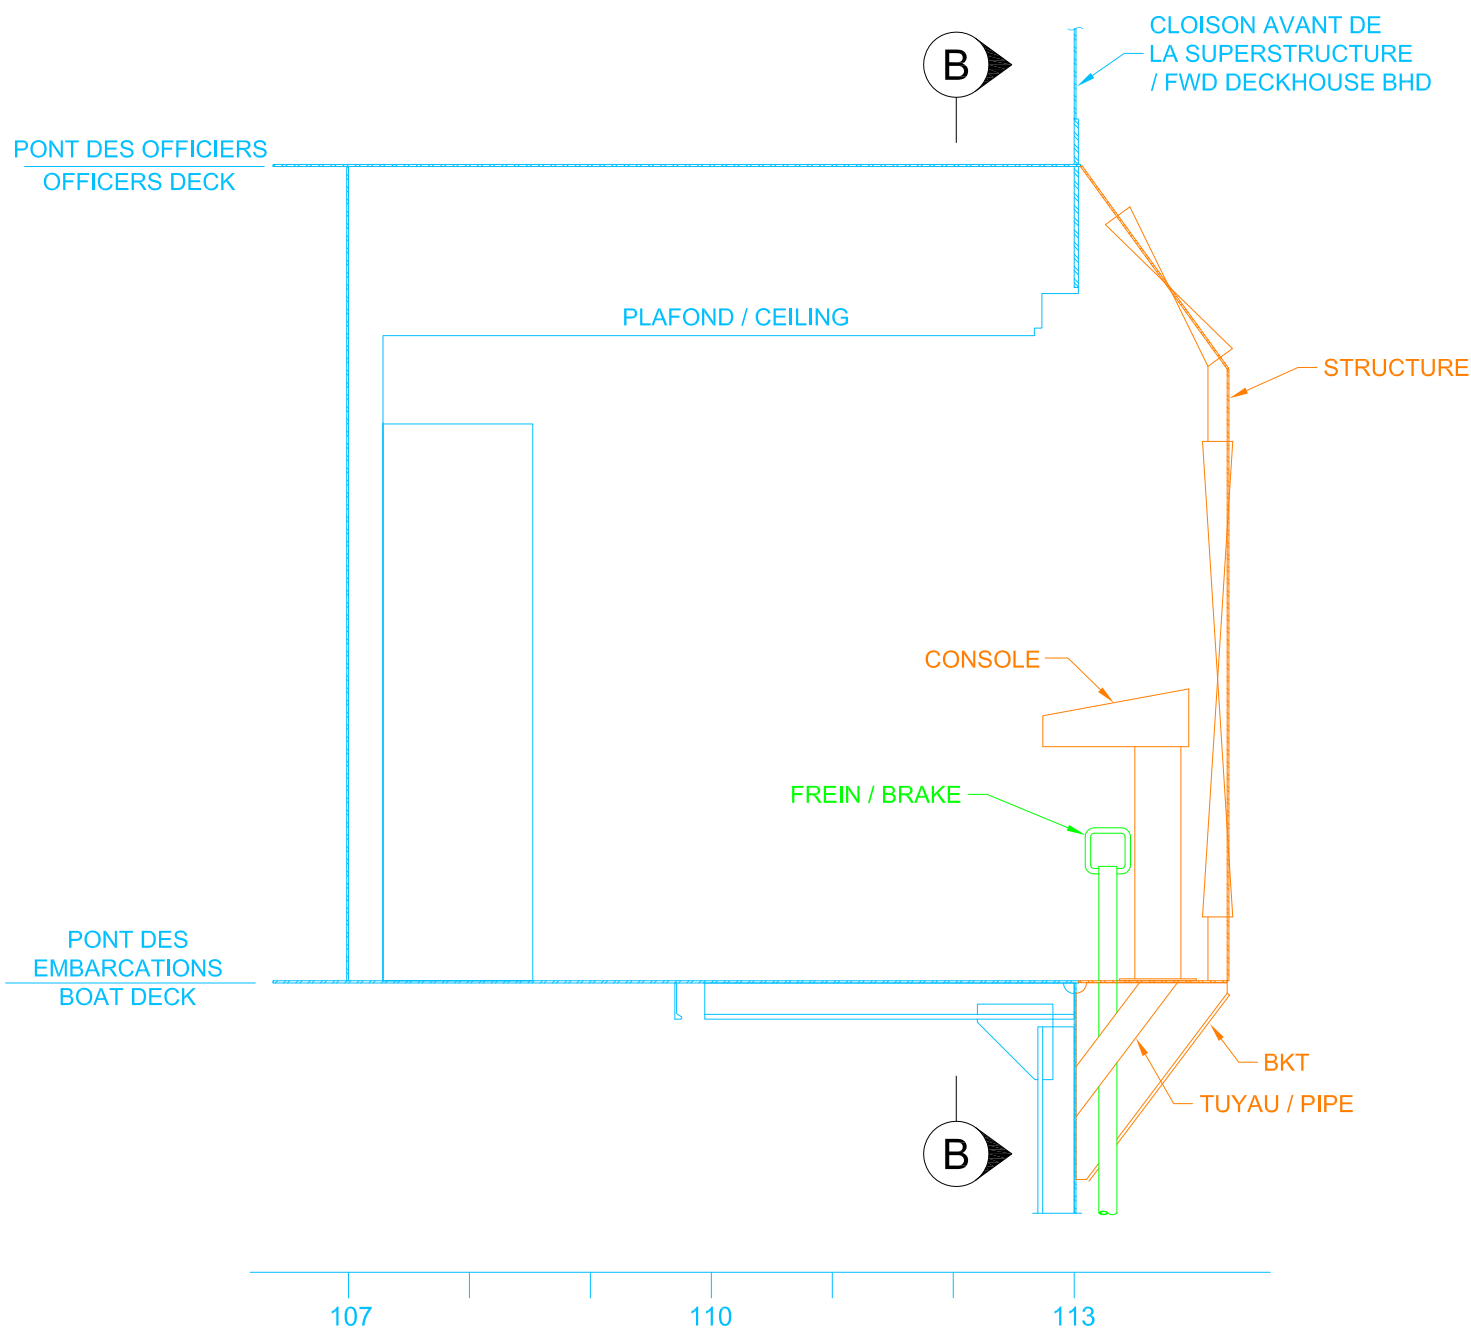 CLOISON AVANT DE
LA SUPERSTRUCTURE
/ FWD DECKHOUSE BHD
B
PONT DES OFFICIERS
OFFICERS DECK
PLAFOND / CEILING
STRUCTURE
CONSOLE
FREIN / BRAKE
PONT DES
EMBARCATIONS
BOAT DECK
BKT
TUYAU / PIPE
B
107
110
113